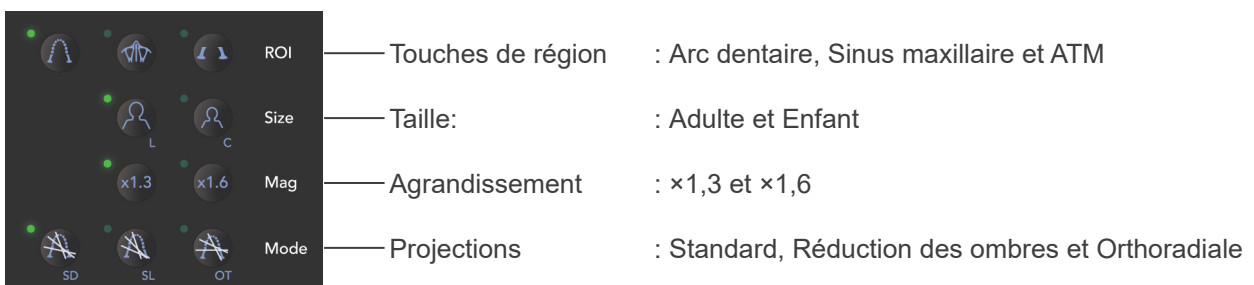 ROI Touches de région : Arc dentaire, Sinus maxillaire et ATM
Size Taille: : Adulte et Enfant
L C
x1.3 x1.6 Mag Agrandissement : ×1,3 et ×1,6
Mode Projections : Standard, Réduction des ombres et Orthoradiale
SD SL OT